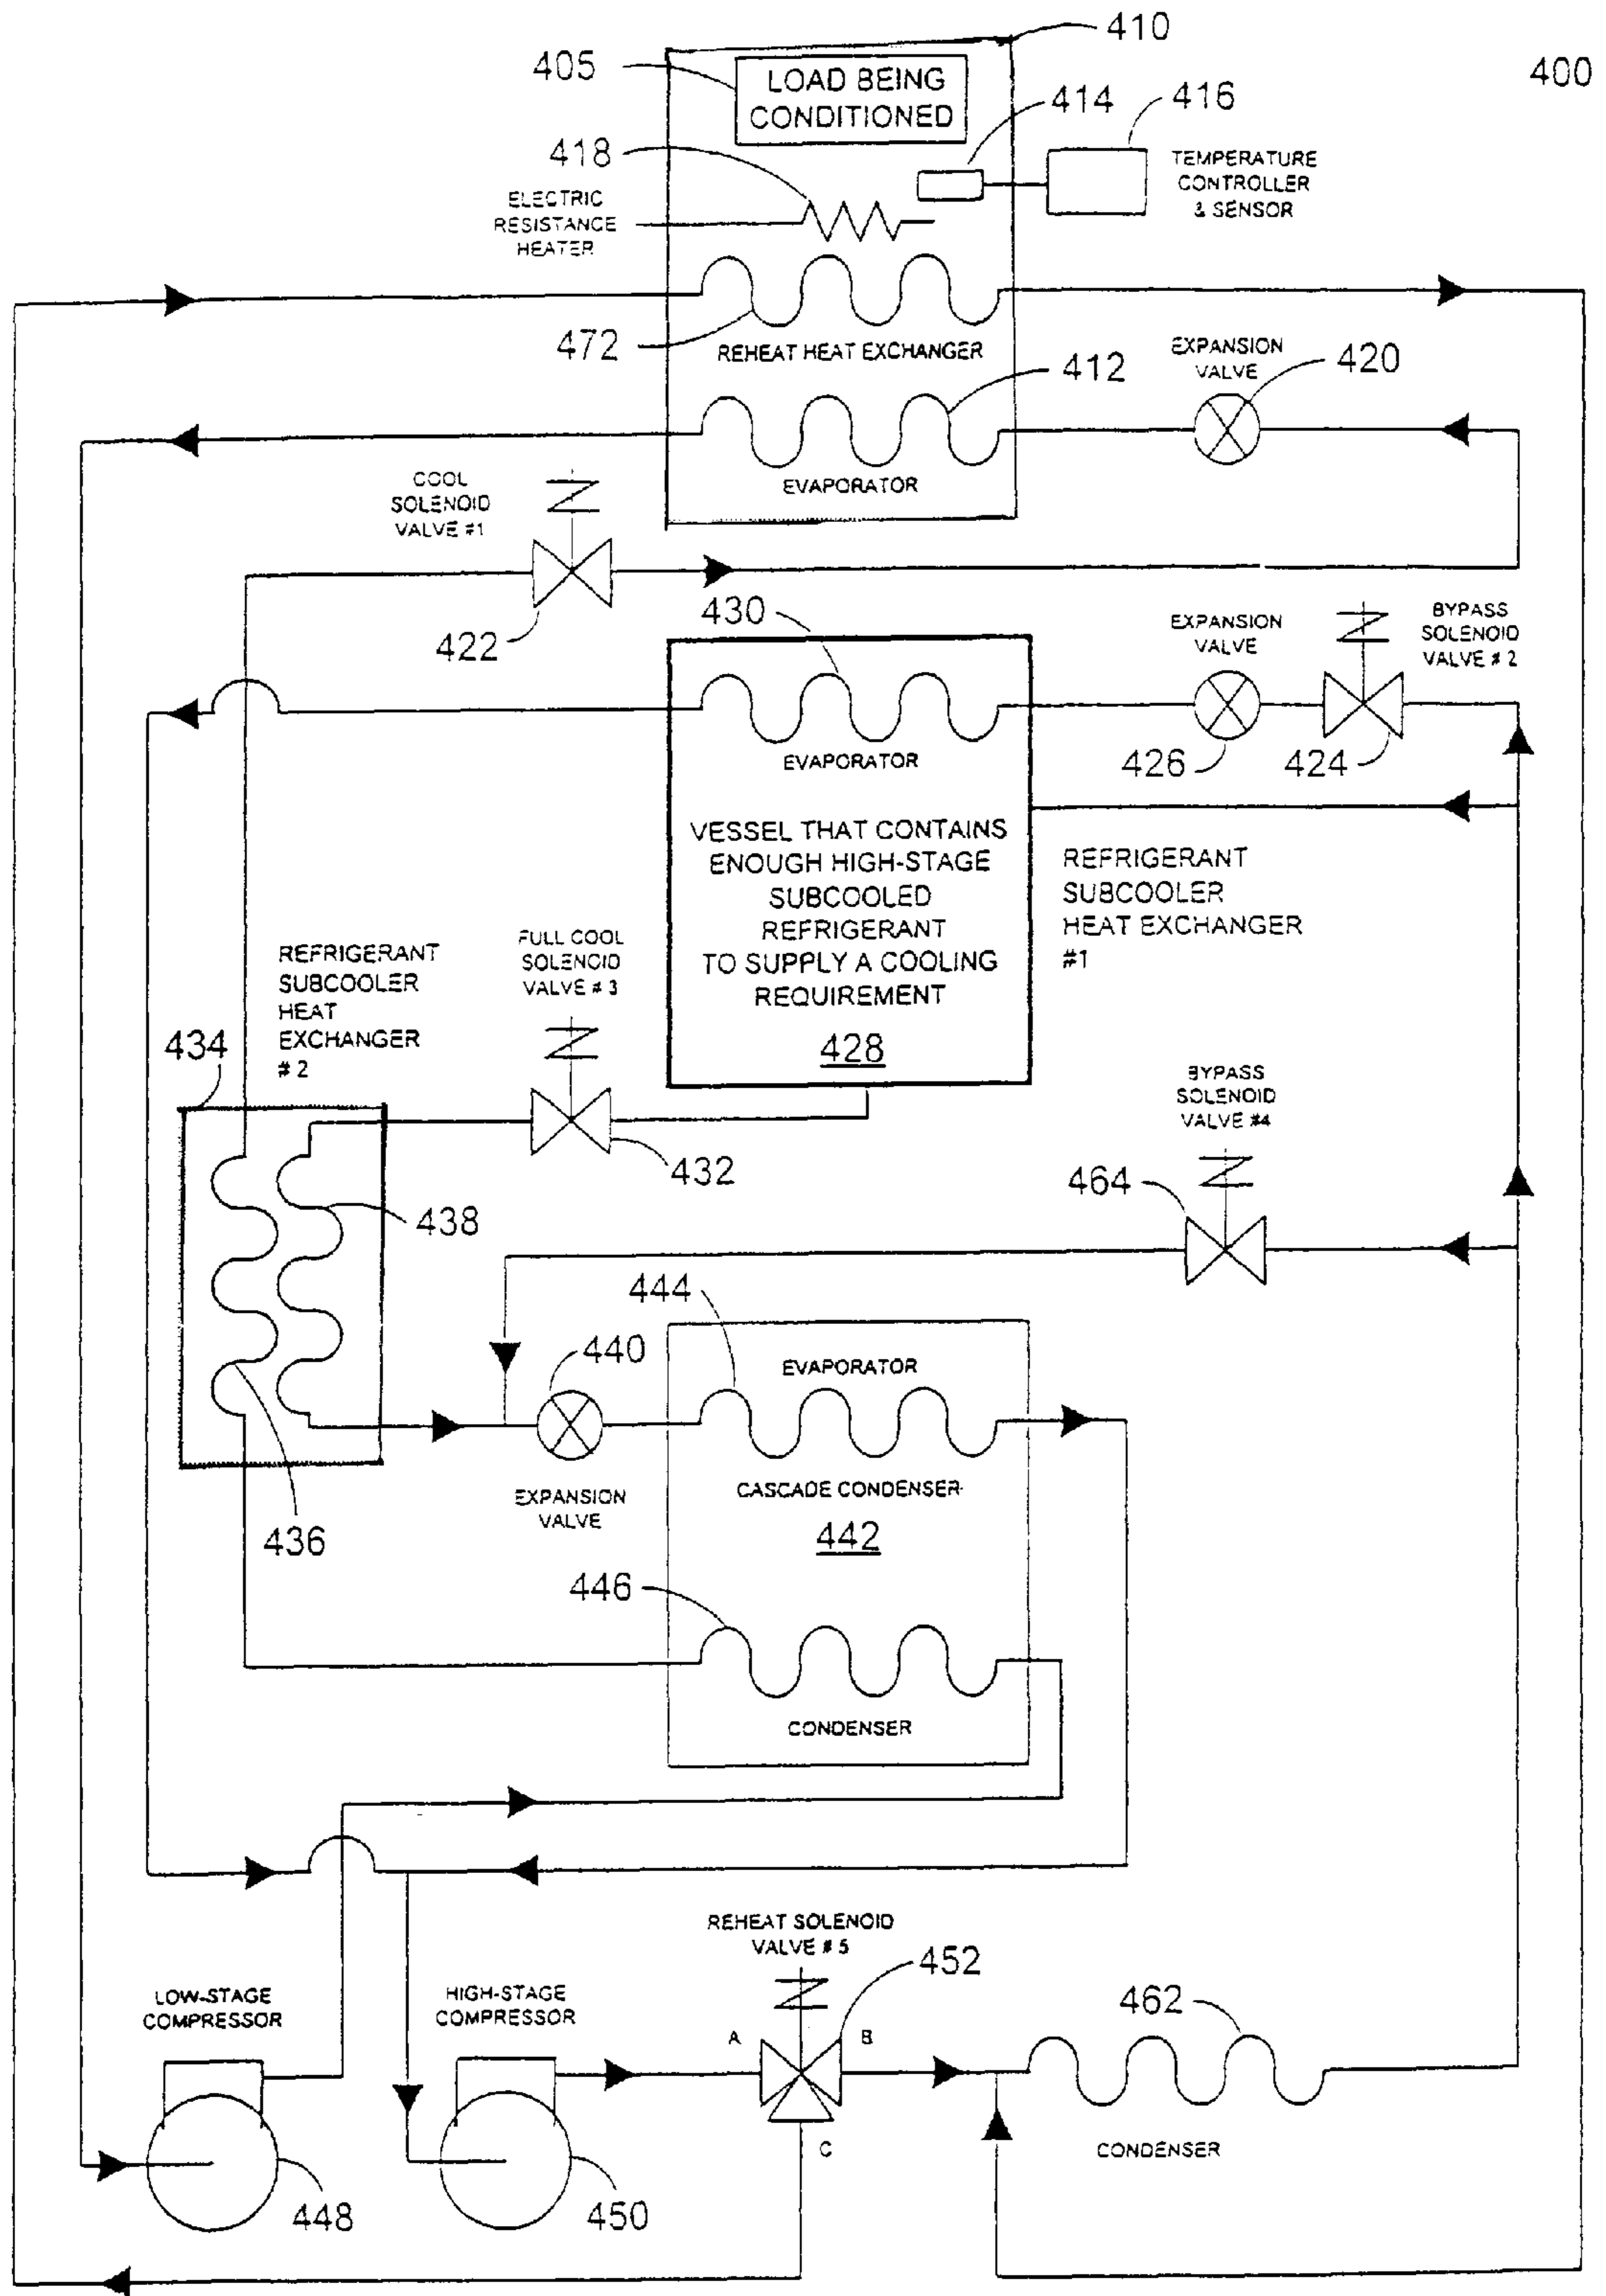 410
405
LOAD BEING
CONDITIONED
400
414
416
418
TEMPERATURE
CONTROLLER
& SENSOR
ELECTRIC
RESISTANCE
HEATER
472
REHEAT HEAT EXCHANGER
EXPANSION
VALVE
420
412
EVAPORATOR
COOL
SOLENOID
VALVE #1
422
430
EXPANSION
VALVE
BYPASS
SOLENOID
VALVE # 2
EVAPORATOR
426
424
VESSEL THAT CONTAINS
ENOUGH HIGH-STAGE
SUBCOOLED
REFRIGERANT
TO SUPPLY A COOLING
REQUIREMENT
428
REFRIGERANT
SUBCOOLER
HEAT EXCHANGER
#1
REFRIGERANT
SUBCOOLER
HEAT
EXCHANGER
# 2
FULL COOL
SOLENOID
VALVE # 3
434
432
BYPASS
SOLENOID
VALVE #4
464
438
444
440
EVAPORATOR
EXPANSION
VALVE
CASCADE CONDENSER
442
436
446
CONDENSER
REHEAT SOLENOID
VALVE # 5
452
LOW-STAGE
COMPRESSOR
HIGH-STAGE
COMPRESSOR
A
B
462
C
CONDENSER
448
450